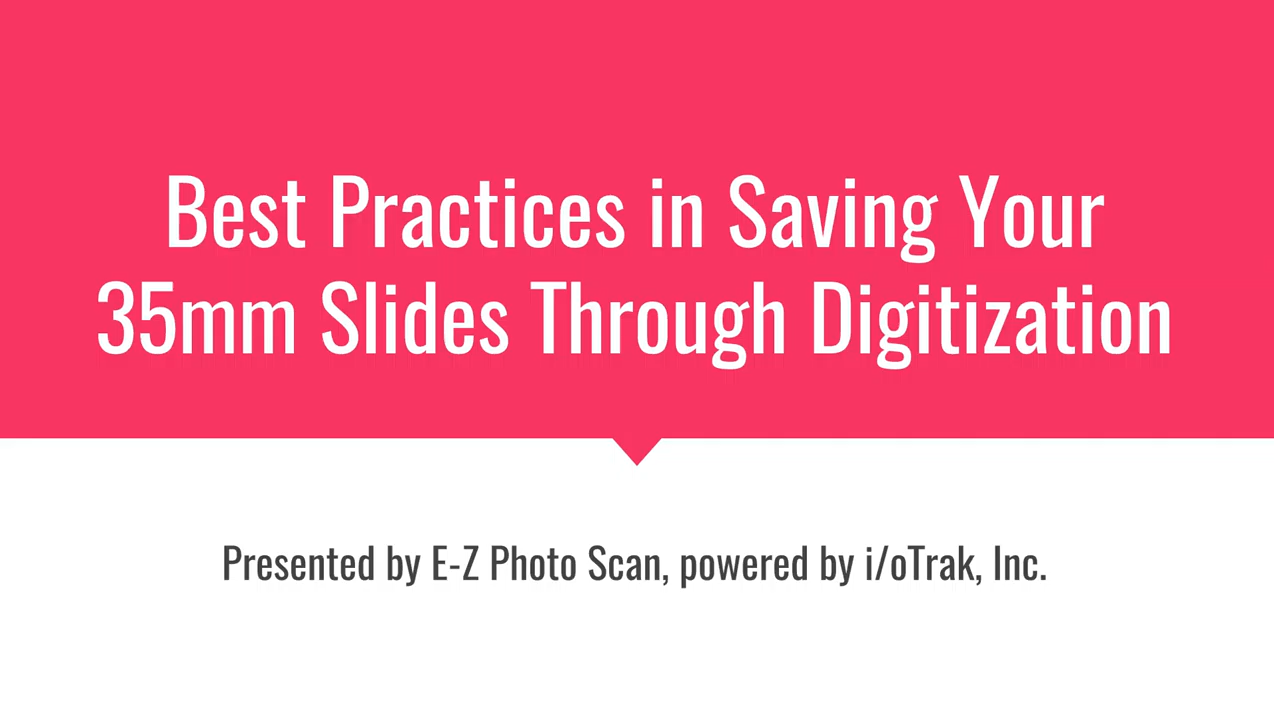 Best Practices in Saving Your
35mm Slides Through Digitization
Presented by E-Z Photo Scan, powered by i/oTrak, Inc.